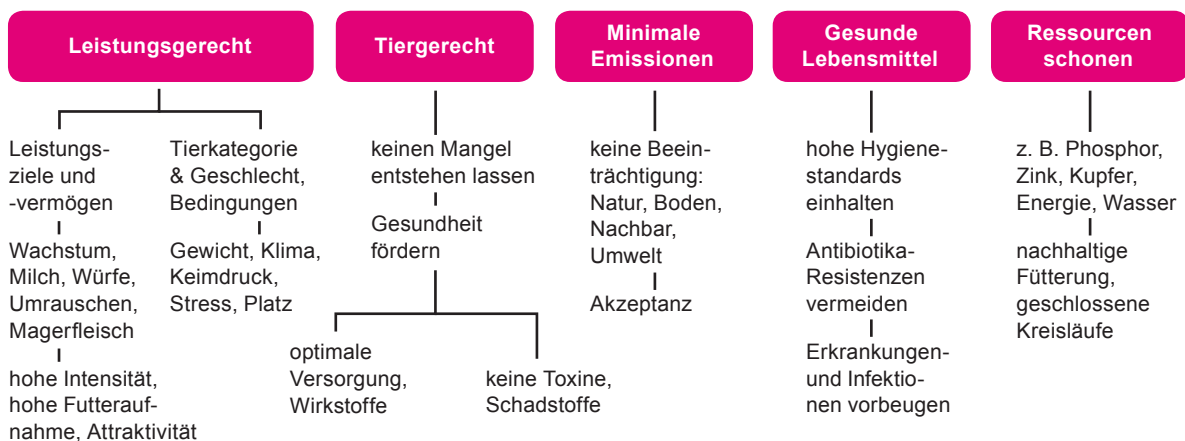 Leistungsgerecht
Leistungs-
ziele und
-vermögen
Wachstum,
Milch, Würfe,
Umrauschen,
Magerfleisch
hohe Intensität,
hohe Futterauf-
nahme, Attraktivität
Tierkategorie
& Geschlecht,
Bedingungen
Gewicht, Klima,
Keimdruck,
Stress, Platz
Tiergerecht
keinen Mangel
entstehen lassen
Gesundheit
fördern
optimale
Versorgung,
Wirkstoffe
keine Toxine,
Schadstoffe
Minimale
Emissionen
keine Beein-
trächtigung:
Natur, Boden,
Nachbar,
Umwelt
Akzeptanz
Gesunde
Lebensmittel
hohe Hygiene-
standards
einhalten
Antibiotika-
Resistenzen
vermeiden
Erkrankungen-
und Infektio-
nen vorbeugen
Ressourcen
schonen
z. B. Phosphor,
Zink, Kupfer,
Energie, Wasser
nachhaltige
Fütterung,
geschlossene
Kreisläufe